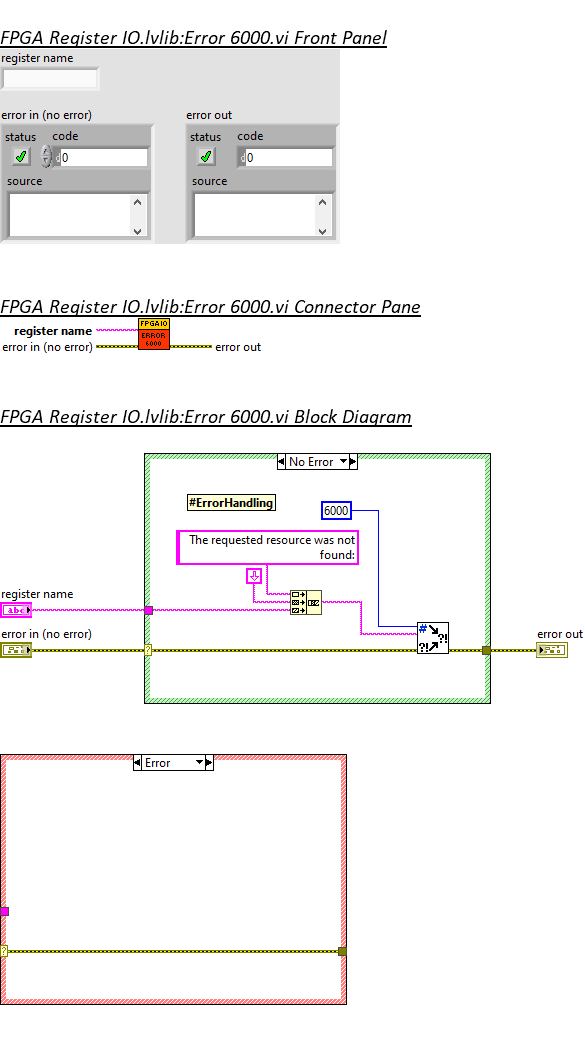 FPGA Register IO.lvlib:Error 6000.vi Front Panel
register name
error in (no error)
error out
status code
status code
0
0
source
source
FPGA Register IO.lvlib:Error 6000.vi Connector Pane
FPGAIO
register name
ERROR
error in (no error)
6000
error out
FPGA Register IO.lvlib:Error 6000.vi Block Diagram
No Error
#ErrorHandling
6000
The requested resource was not
found:
register name
abc
error in (no error)
?
#
?!
?!
error out
Error
?